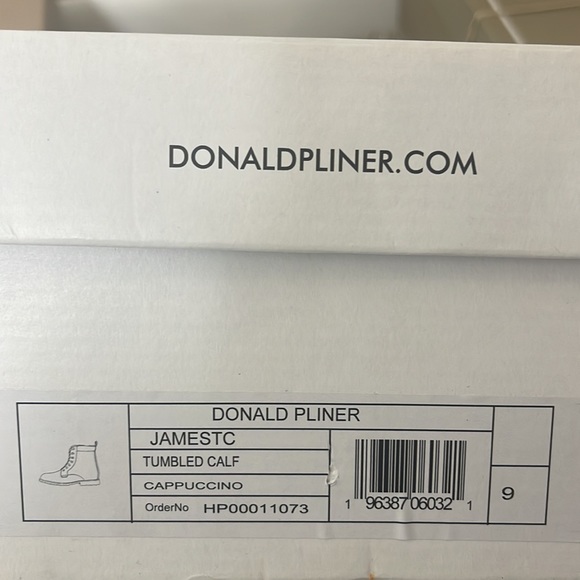 DONALDPLINER.COM
DONALD PLINER
JAMESTC
TUMBLED CALF
CAPPUCCINO
OrderNo HP00011073
1 96387 06032 1
9